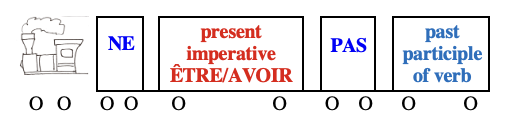 NE
present
imperative
ÊTRE/AVOIR
PAS
past
participle
of verb
O O O O O O O O O O